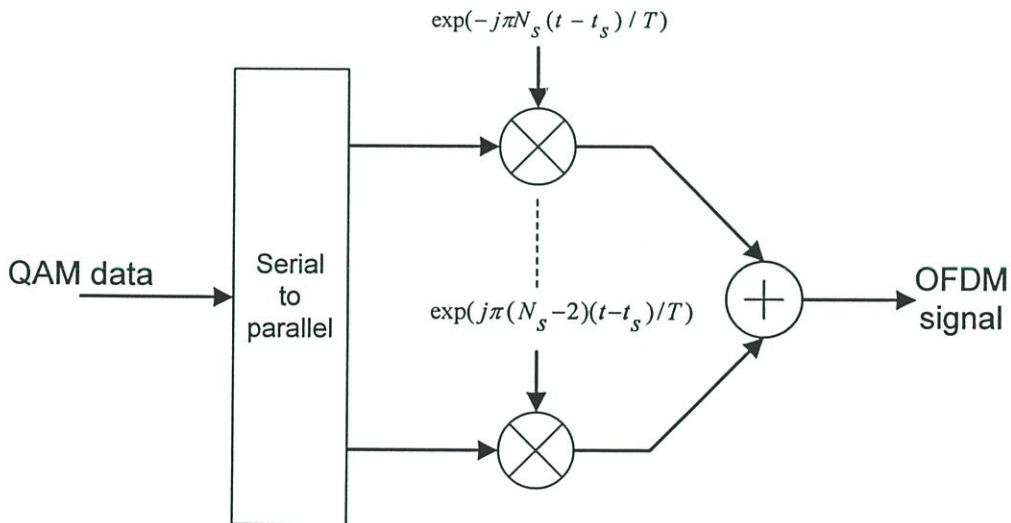 exp(-jπN_s(t - t_s) / T)
QAM data
Serial
to
parallel
exp(jπ(N_s-2)(t-t_s)/T)
OFDM
signal